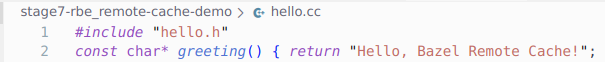 stage7-rbe_remote-cache-demo > hello.cc
1 #include "hello.h"
2 const char* greeting() { return "Hello, Bazel Remote Cache!";